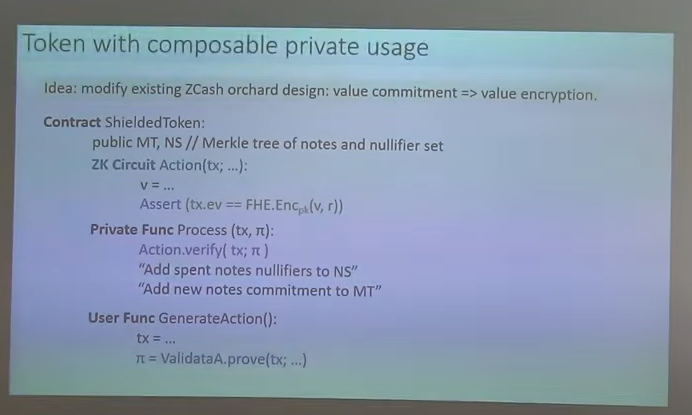 Token with composable private usage
Idea: modify existing ZCash orchard design: value commitment => value encryption.
Contract ShieldedToken:
public MT, NS // Merkle tree of notes and nullifier set
ZK Circuit Action(tx; ...):
v = ...
Assert (tx.ev == FHE.Encpk(v, r))
Private Func Process (tx, π):
Action.verify( tx; π )
“Add spent notes nullifiers to NS”
“Add new notes commitment to MT”
User Func GenerateAction():
tx = ...
π = ValidataA.prove(tx; ...)